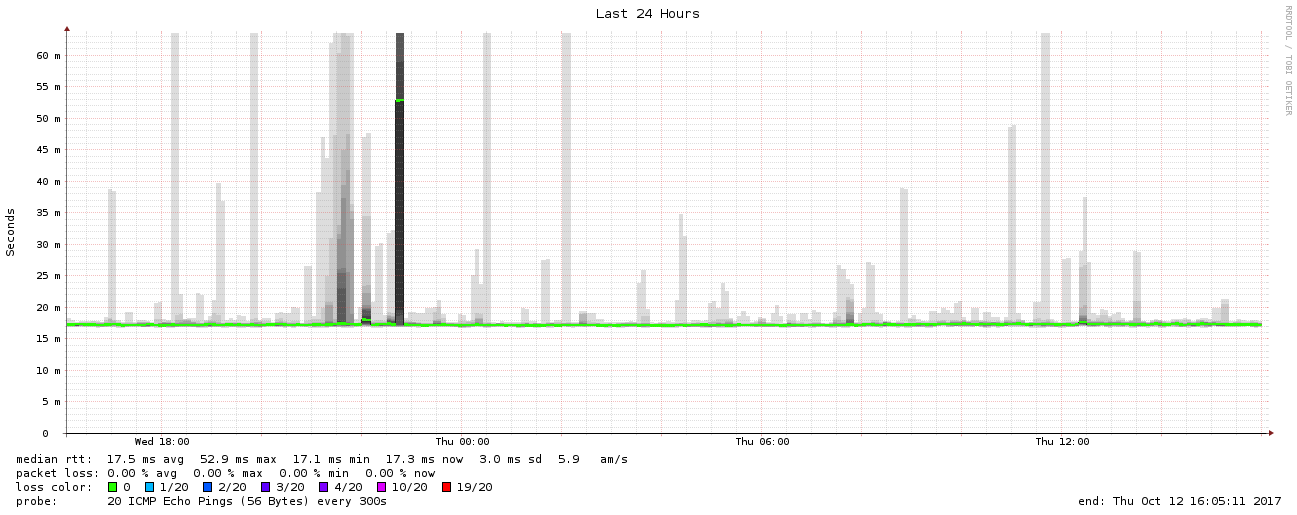 Last 24 Hours
RRDTOOL / TOBI OETIKER
Seconds
60 m
55 m
50 m
45 m
40 m
35 m
30 m
25 m
20 m
15 m
10 m
5 m
0
Wed 18:00 Thu 00:00 Thu 06:00 Thu 12:00
median rtt: 17.5 ms avg 52.9 ms max 17.1 ms min 17.3 ms now 3.0 ms sd 5.9 am/s
packet loss: 0.00 % avg 0.00 % max 0.00 % min 0.00 % now
loss color: 0 1/20 2/20 3/20 4/20 10/20 19/20
probe: 20 ICMP Echo Pings (56 Bytes) every 300s end: Thu Oct 12 16:05:11 2017